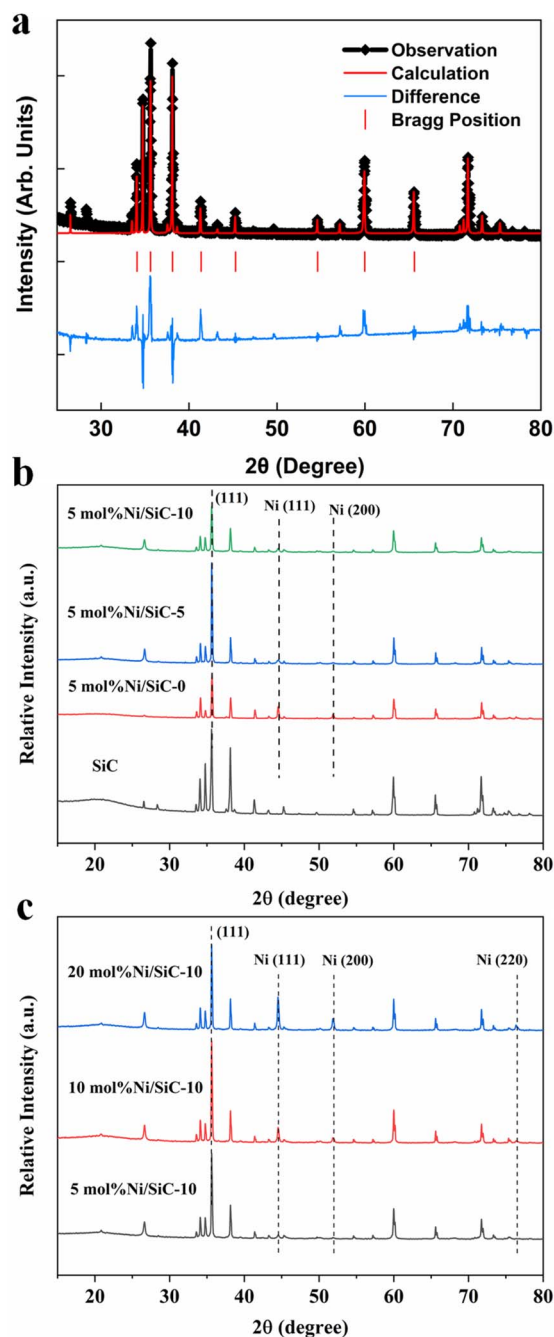 a
Observation
Calculation
Difference
Bragg Position
Intensity (Arb. Units)
30 40 50 60 70 80
2θ (Degree)
b
(111)
Ni (111)
Ni (200)
5 mol%Ni/SiC-10
5 mol%Ni/SiC-5
5 mol%Ni/SiC-0
SiC
Relative Intensity (a.u.)
20 30 40 50 60 70 80
2θ (degree)
c
(111)
Ni (111)
Ni (200)
Ni (220)
20 mol%Ni/SiC-10
10 mol%Ni/SiC-10
5 mol%Ni/SiC-10
Relative Intensity (a.u.)
20 30 40 50 60 70 80
2θ (degree)